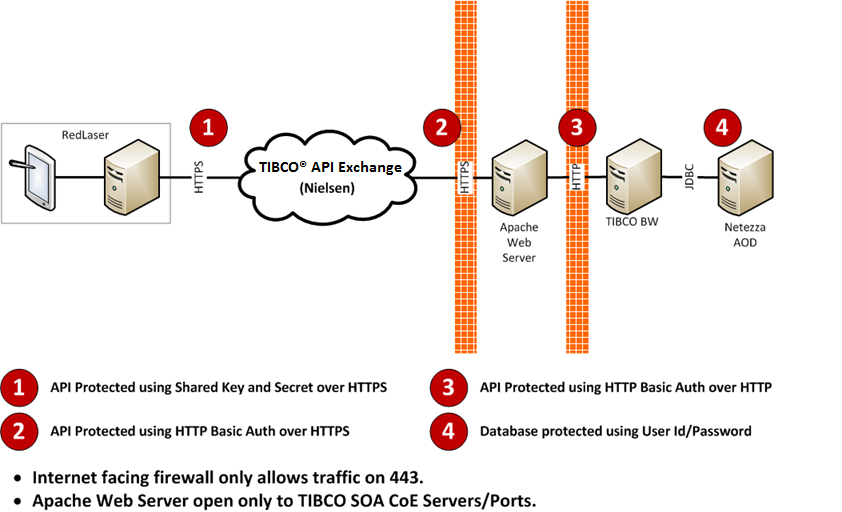 RedLaser
1
HTTPS
TIBCO® API Exchange
(Nielsen)
2
HTTPS
Apache
Web
Server
3
HTTP
TIBCO BW
4
JDBC
Netezza
AOD
1 API Protected using Shared Key and Secret over HTTPS
2 API Protected using HTTP Basic Auth over HTTPS
3 API Protected using HTTP Basic Auth over HTTP
4 Database protected using User Id/Password
• Internet facing firewall only allows traffic on 443.
• Apache Web Server open only to TIBCO SOA CoE Servers/Ports.